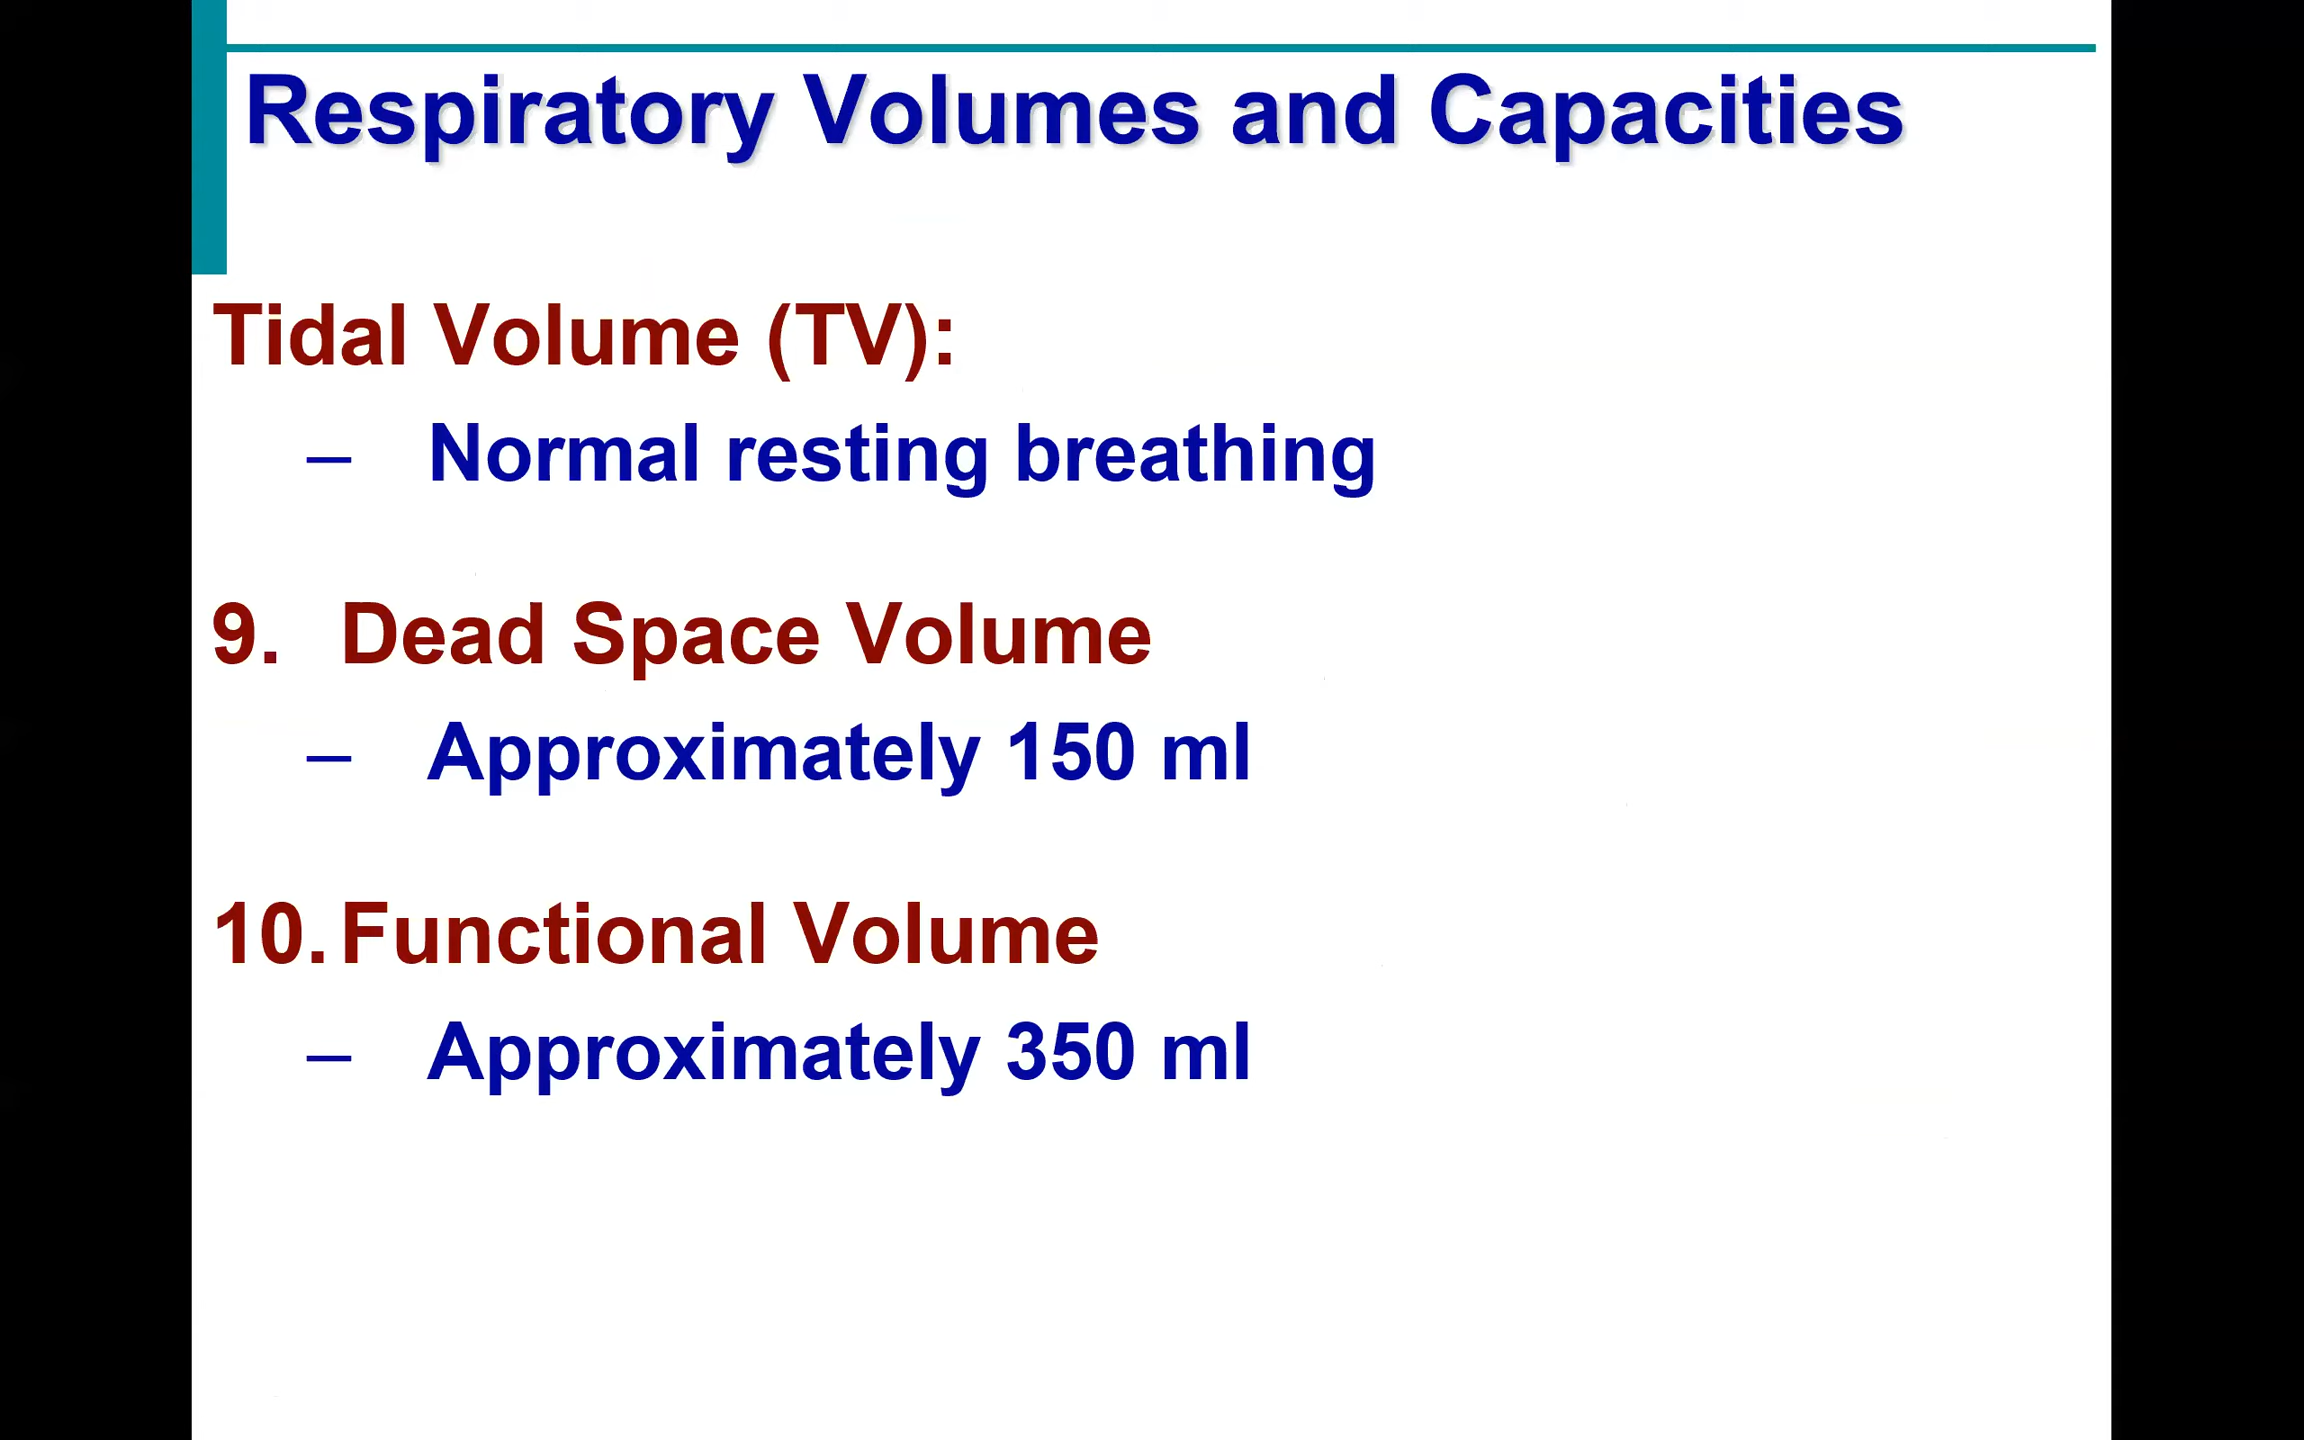 Respiratory Volumes and Capacities
Tidal Volume (TV):
– Normal resting breathing
9. Dead Space Volume
– Approximately 150 ml
10. Functional Volume
– Approximately 350 ml